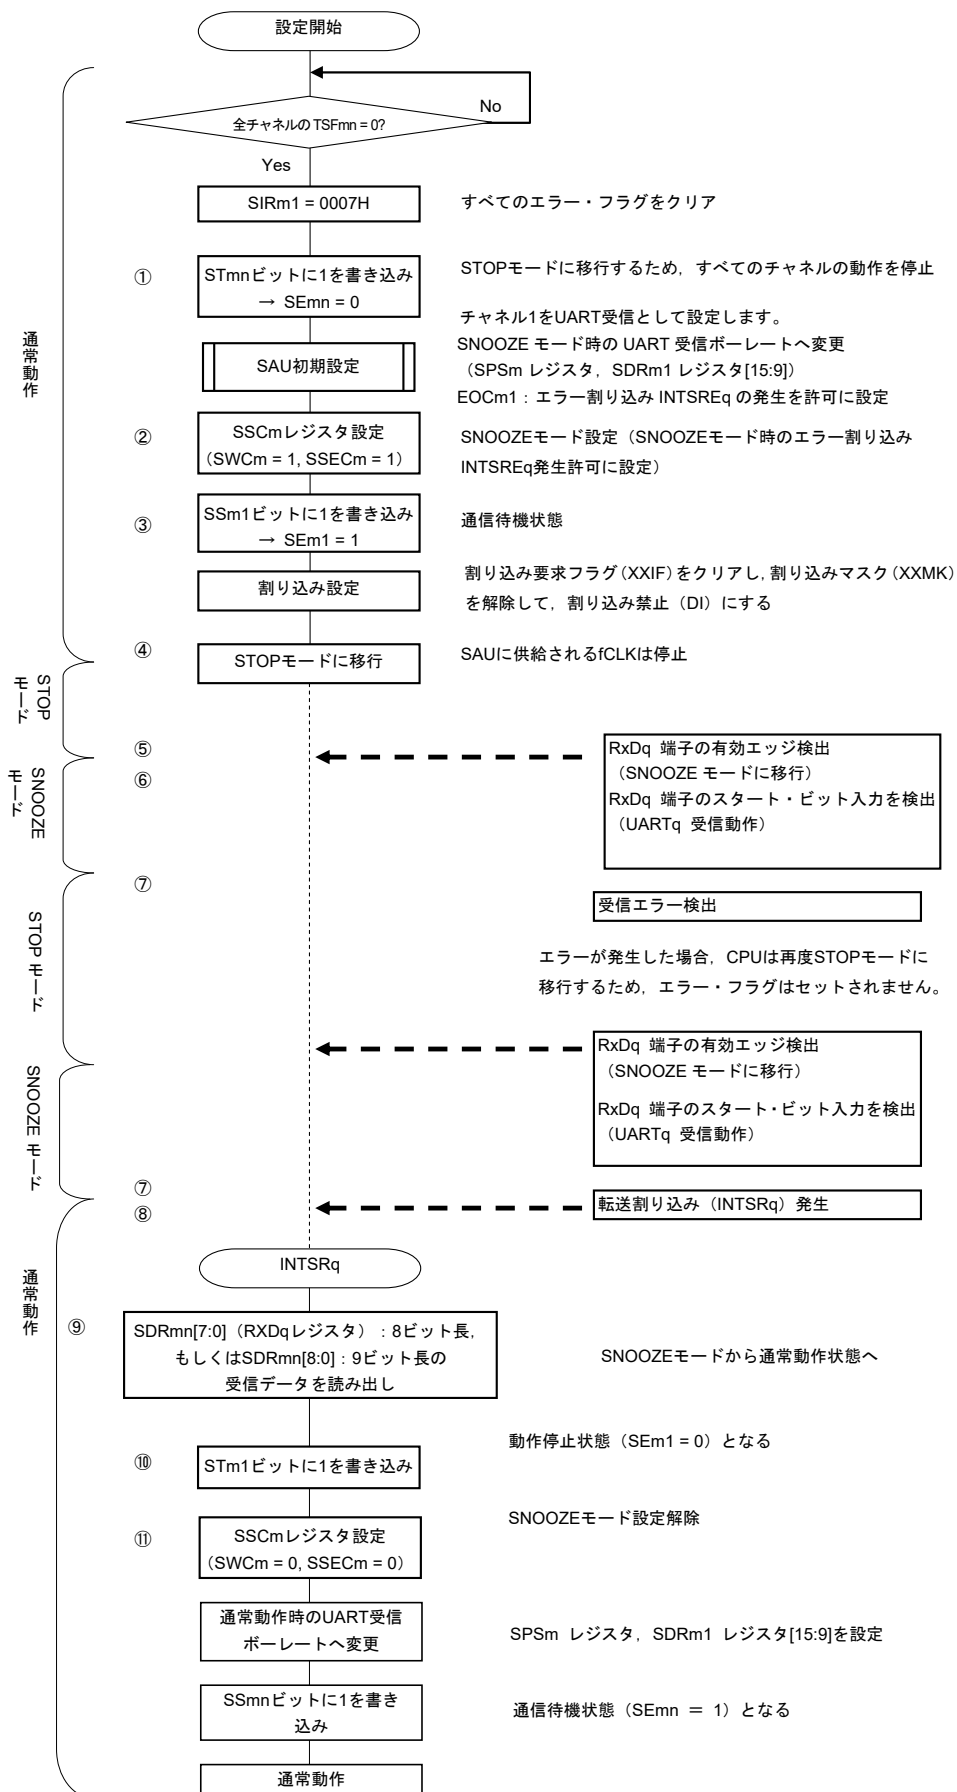 設定開始
No
全チャネルの TSFmn = 0?
Yes
SIRm1 = 0007H
すべてのエラー・フラグをクリア
①
STmnビットに1を書き込み
→ SEmn = 0
STOPモードに移行するため，すべてのチャネルの動作を停止
通常動作
SAU初期設定
チャネル1をUART受信として設定します。
SNOOZE モード時の UART 受信ボーレートへ変更
（SPSm レジスタ，SDRm1 レジスタ[15:9]）
EOCm1：エラー割り込み INTSREq の発生を許可に設定
②
SSCmレジスタ設定
（SWCm = 1, SSECm = 1）
SNOOZEモード設定（SNOOZEモード時のエラー割り込み
INTSREq発生許可に設定）
③
SSm1ビットに1を書き込み
→ SEm1 = 1
通信待機状態
割り込み設定
割り込み要求フラグ（XXIF）をクリアし，割り込みマスク（XXMK）
を解除して，割り込み禁止（DI）にする
④
STOPモードに移行
SAUに供給されるfCLKは停止
STOP
モード
⑤
⑥
RxDq 端子の有効エッジ検出
（SNOOZE モードに移行）
RxDq 端子のスタート・ビット入力を検出
（UARTq 受信動作）
SNOOZE
モード
⑦
受信エラー検出
STOP モード
エラーが発生した場合，CPUは再度STOPモードに
移行するため，エラー・フラグはセットされません。
RxDq 端子の有効エッジ検出
（SNOOZE モードに移行）
RxDq 端子のスタート・ビット入力を検出
（UARTq 受信動作）
SNOOZE モード
⑦
⑧
転送割り込み（INTSRq）発生
INTSRq
通常動作
⑨
SDRmn[7:0]（RXDqレジスタ）：8ビット長，
もしくはSDRmn[8:0]：9ビット長の
受信データを読み出し
SNOOZEモードから通常動作状態へ
⑩
STm1ビットに1を書き込み
動作停止状態（SEm1 = 0）となる
⑪
SSCmレジスタ設定
（SWCm = 0, SSECm = 0）
SNOOZEモード設定解除
通常動作時のUART受信
ボーレートへ変更
SPSm レジスタ，SDRm1 レジスタ[15:9]を設定
SSmnビットに1を書き
込み
通信待機状態（SEmn ＝ 1）となる
通常動作